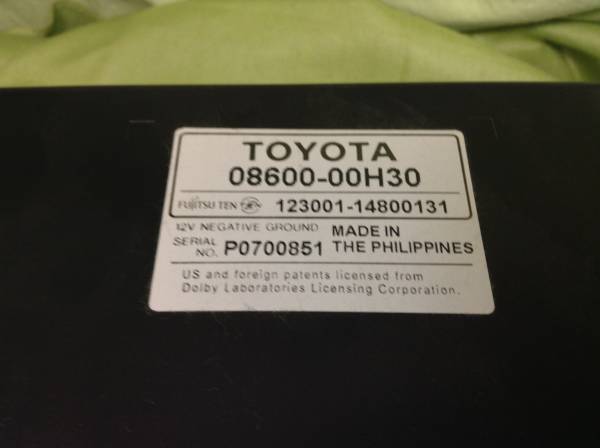 TOYOTA
08600-00H30
FUJITSU TEN 123001-14800131
12V NEGATIVE GROUND
SERIAL NO. P0700851
MADE IN
THE PHILIPPINES
US and foreign patents licensed from
Dolby Laboratories Licensing Corporation.